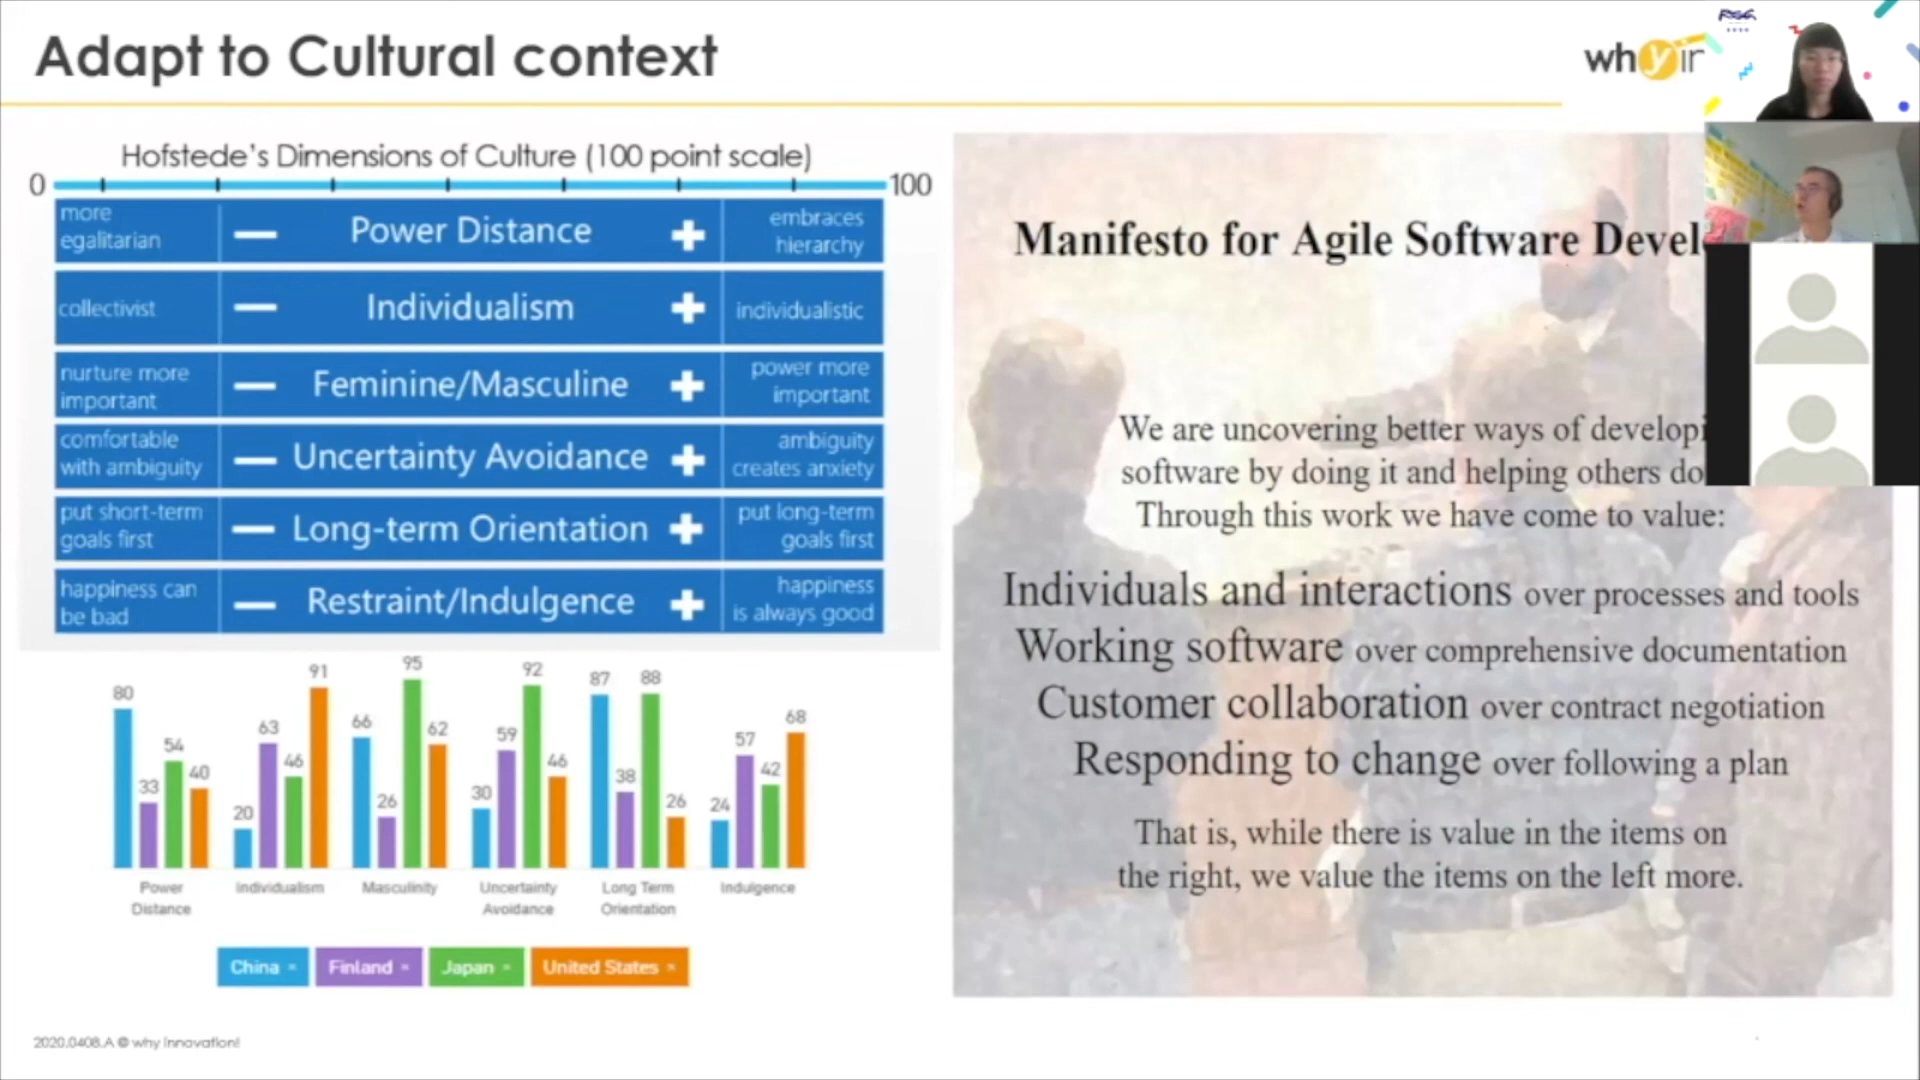 Adapt to Cultural context
whyin
Hofstede's Dimensions of Culture (100 point scale)
0
100
more
egalitarian
Power Distance
embraces
hierarchy
collectivist
Individualism
individualistic
nurture more
important
Feminine/Masculine
power more
important
comfortable
with ambiguity
Uncertainty Avoidance
ambiguity
creates anxiety
put short-term
goals first
Long-term Orientation
put long-term
goals first
happiness can
be bad
Restraint/Indulgence
happiness
is always good
80 33 54 40
20 63 46 91
66 26 95 62
30 59 92 46
87 38 88 26
24 57 42 68
Power
Distance
Individualism
Masculinity
Uncertainty
Avoidance
Long Term
Orientation
Indulgence
China
Finland
Japan
United States
Manifesto for Agile Software Devel
We are uncovering better ways of developi
software by doing it and helping others do
Through this work we have come to value:
Individuals and interactions over processes and tools
Working software over comprehensive documentation
Customer collaboration over contract negotiation
Responding to change over following a plan
That is, while there is value in the items on
the right, we value the items on the left more.
2020.0408.A © why innovation!